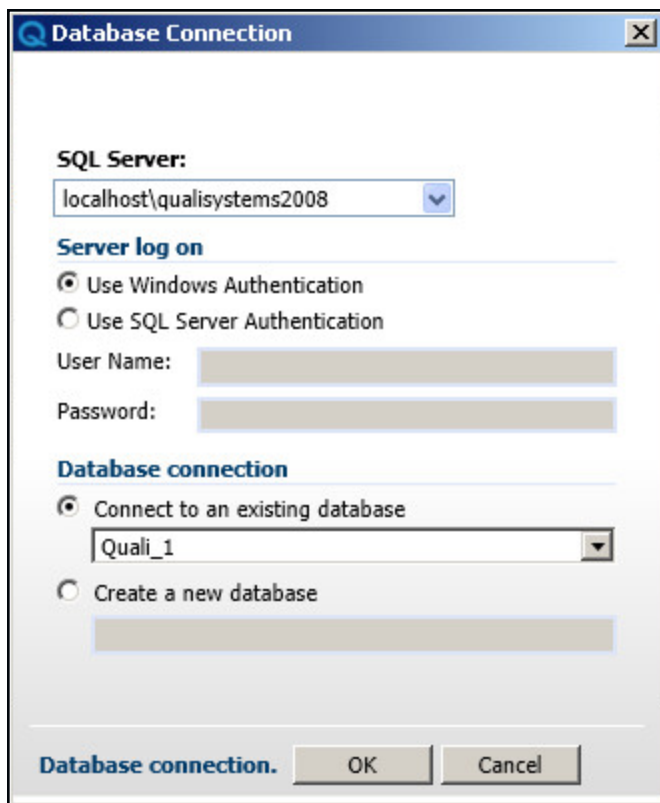 Database Connection
SQL Server:
localhost\qualisystems2008
Server log on
Use Windows Authentication
Use SQL Server Authentication
User Name:
Password:
Database connection
Connect to an existing database
Quali_1
Create a new database
Database connection. OK Cancel